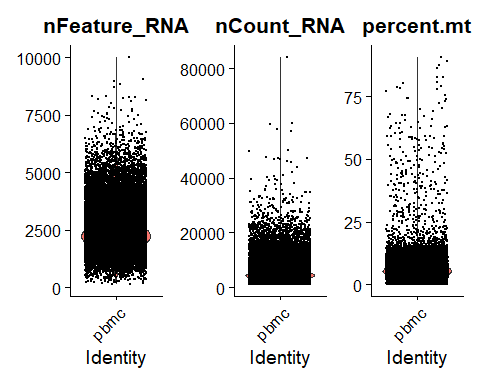 nFeature_RNA
10000
7500
5000
2500
0
pbmc
Identity
nCount_RNA
80000
60000
40000
20000
0
pbmc
Identity
percent.mt
75
50
25
0
pbmc
Identity